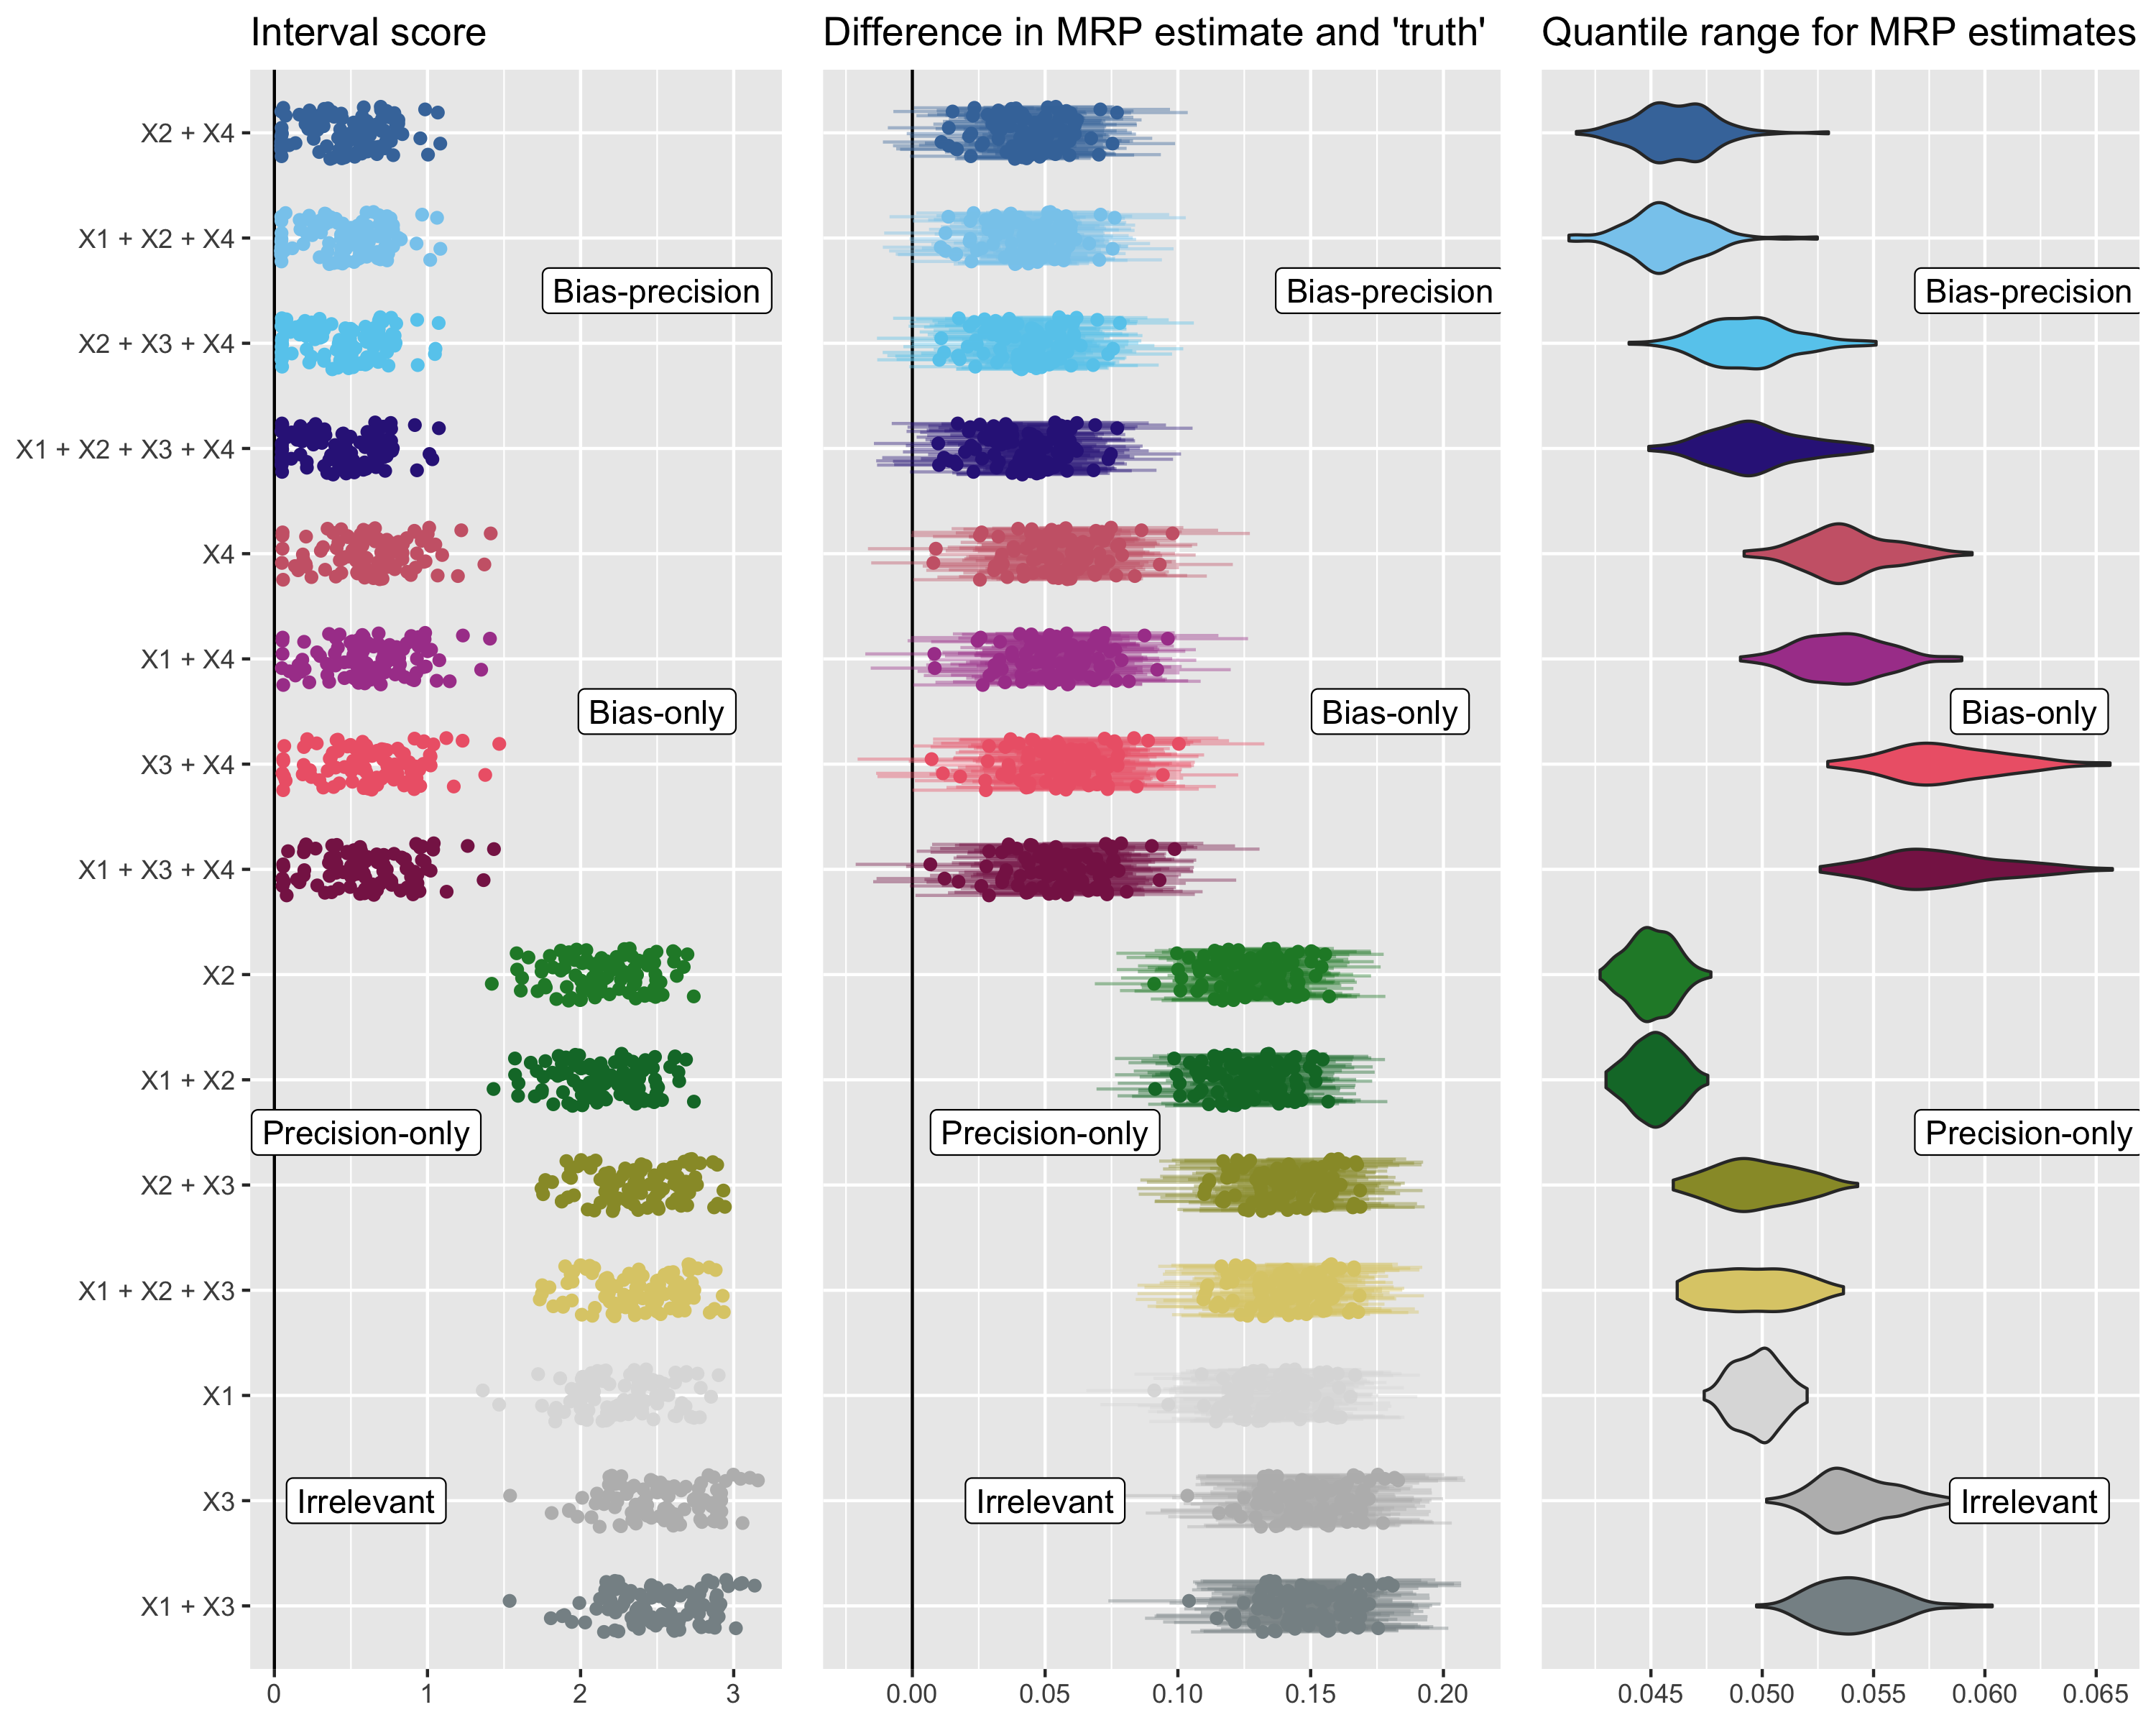 Interval score
Difference in MRP estimate and 'truth'
Quantile range for MRP estimates
X2 + X4
X1 + X2 + X4
Bias-precision
Bias-precision
Bias-precision
X2 + X3 + X4
X1 + X2 + X3 + X4
X4
X1 + X4
Bias-only
Bias-only
Bias-only
X3 + X4
X1 + X3 + X4
X2
X1 + X2
Precision-only
Precision-only
Precision-only
X2 + X3
X1 + X2 + X3
X1
X3
Irrelevant
Irrelevant
Irrelevant
X1 + X3
0 1 2 3
0.00 0.05 0.10 0.15 0.20
0.045 0.050 0.055 0.060 0.065